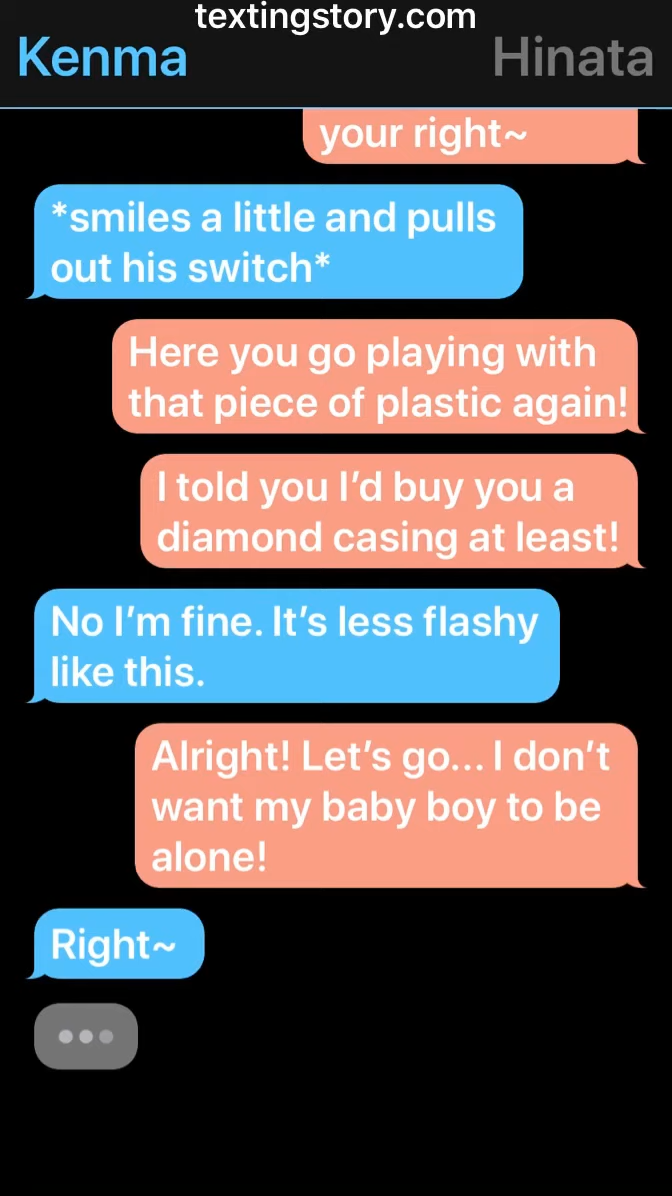 textingstory.com
Kenma
Hinata
your right~
*smiles a little and pulls
out his switch*
Here you go playing with
that piece of plastic again!
I told you I’d buy you a
diamond casing at least!
No I’m fine. It’s less flashy
like this.
Alright! Let’s go... I don’t
want my baby boy to be
alone!
Right~